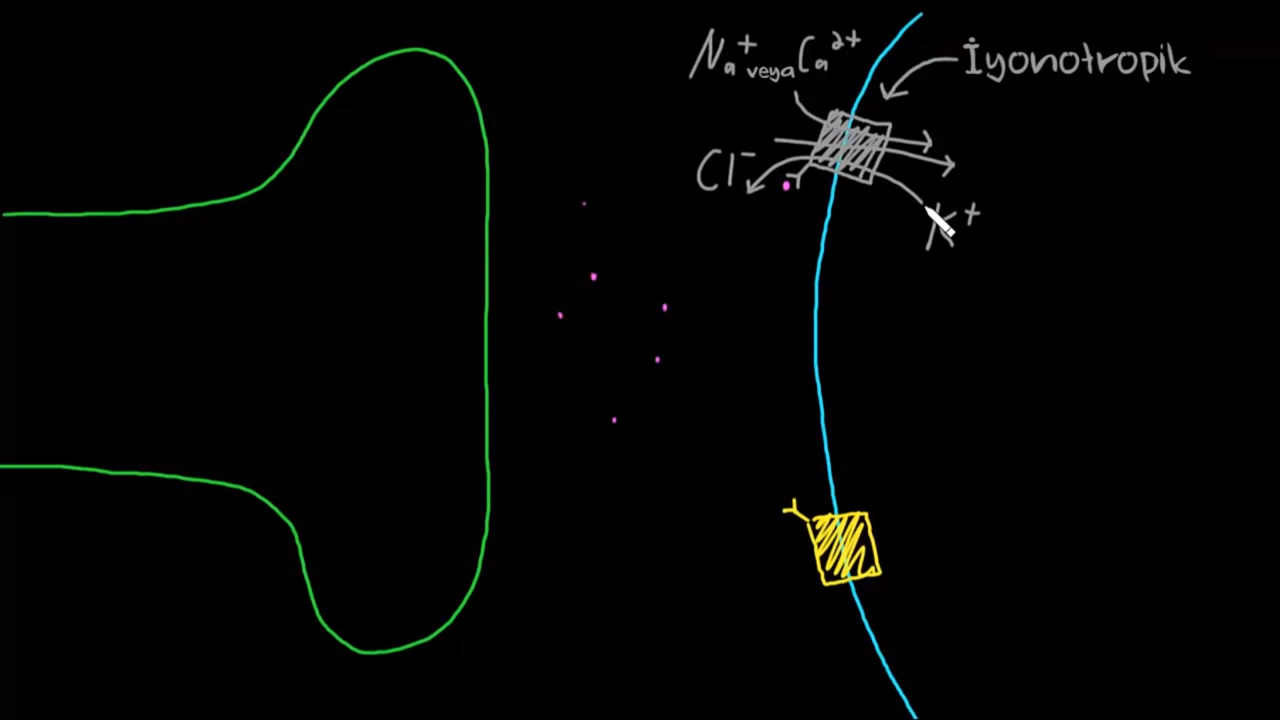 Na⁺ veya Ca²⁺
İyonotropik
Cl⁻
K⁺